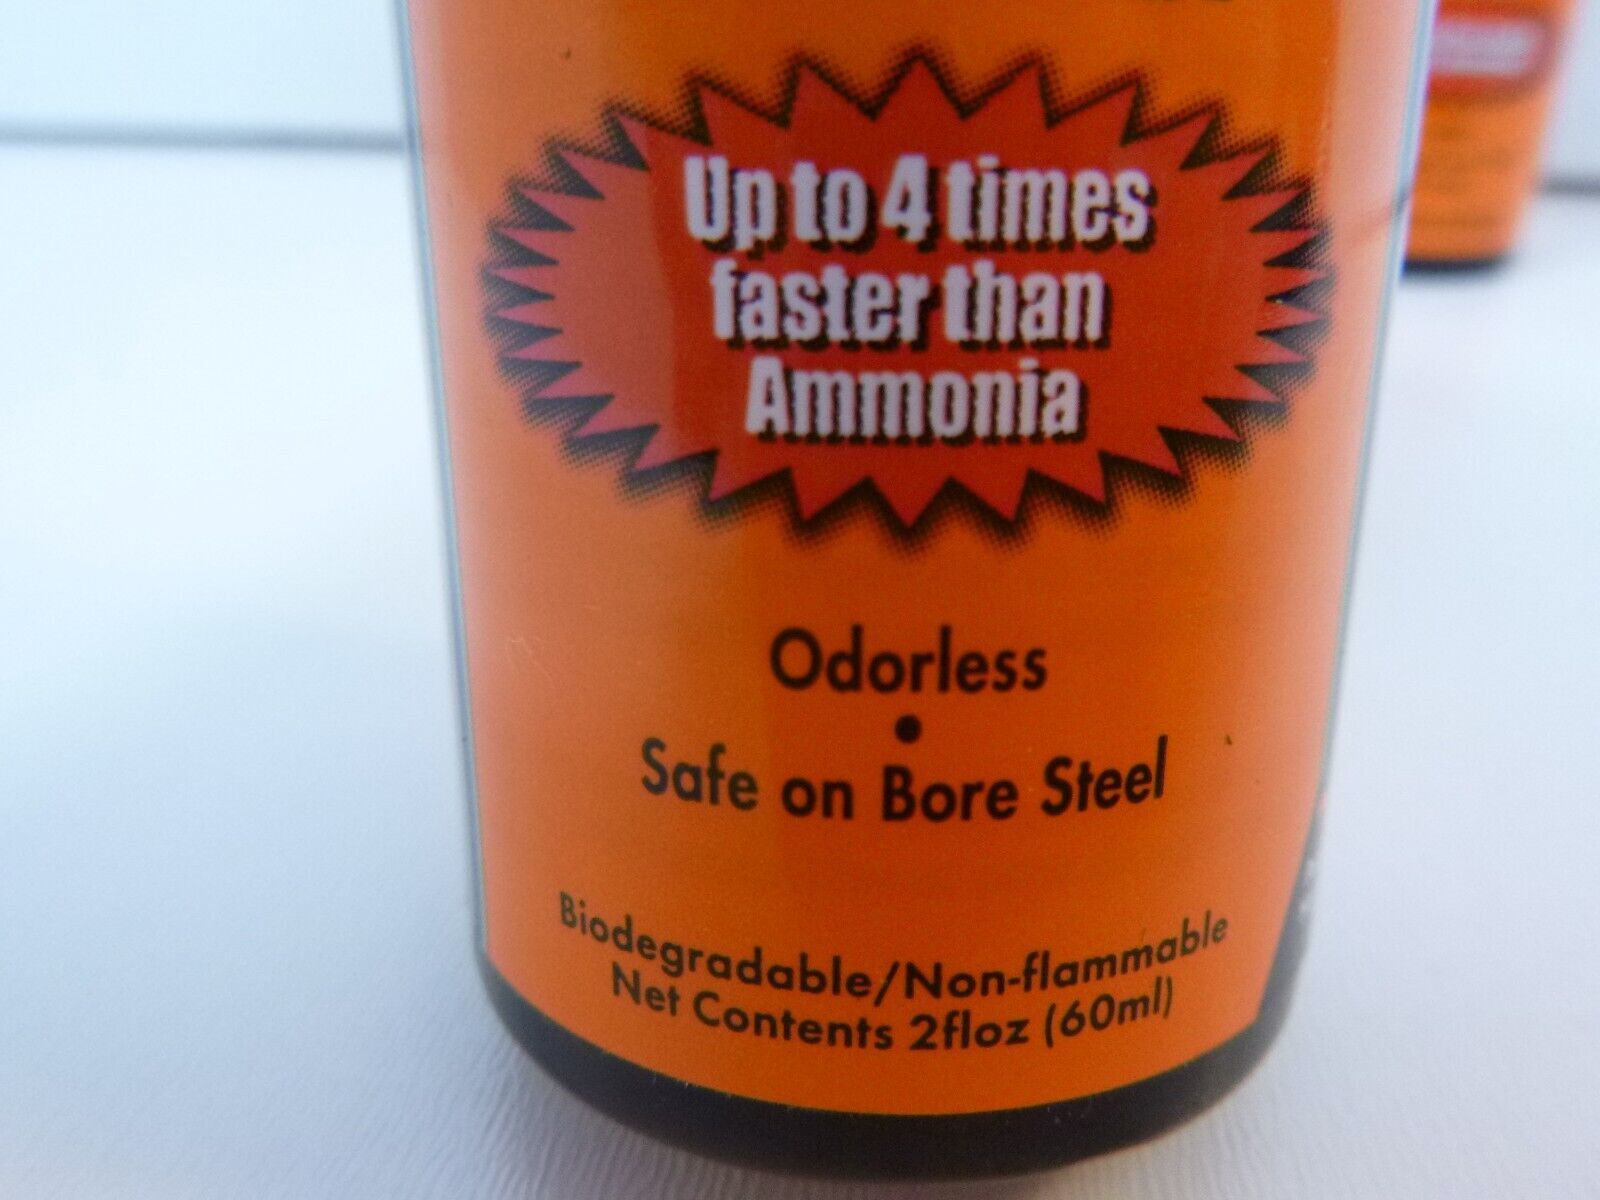 Up to 4 times
faster than
Ammonia
Odorless
•
Safe on Bore Steel
Biodegradable/Non-flammable
Net Contents 2floz (60ml)